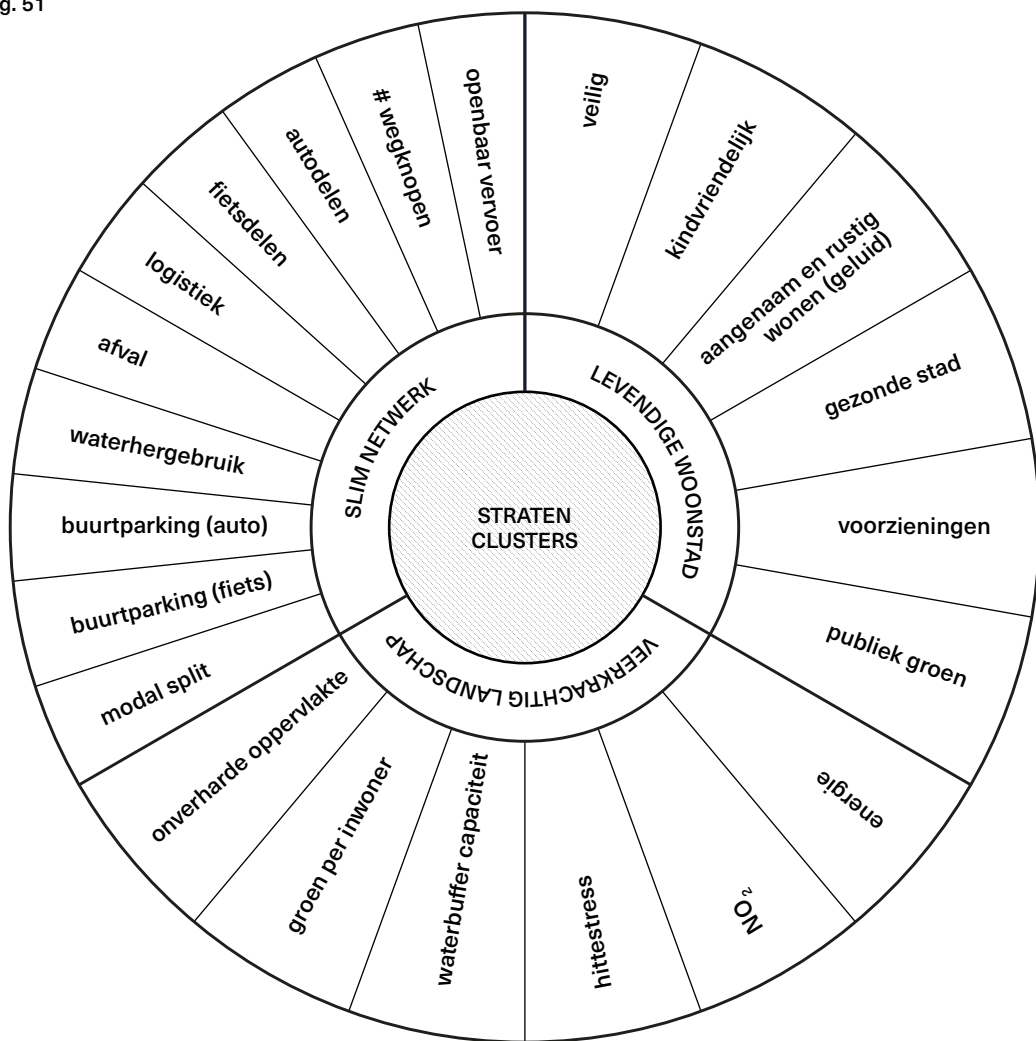 g. 51
STRATEN
CLUSTERS
LEVENDIGE WOONSTAD
veilig
kindvriendelijk
aangenaam en rustig
wonen (geluid)
gezonde stad
voorzieningen
publiek groen
VEERKRACHTIG LANDSCHAP
energie
NO₂
hittestress
waterbuffer capaciteit
groen per inwoner
onverharde oppervlakte
SLIM NETWERK
modal split
buurtparking (fiets)
buurtparking (auto)
waterhergebruik
afval
logistiek
fietsdelen
autodelen
# wegknopen
openbaar vervoer